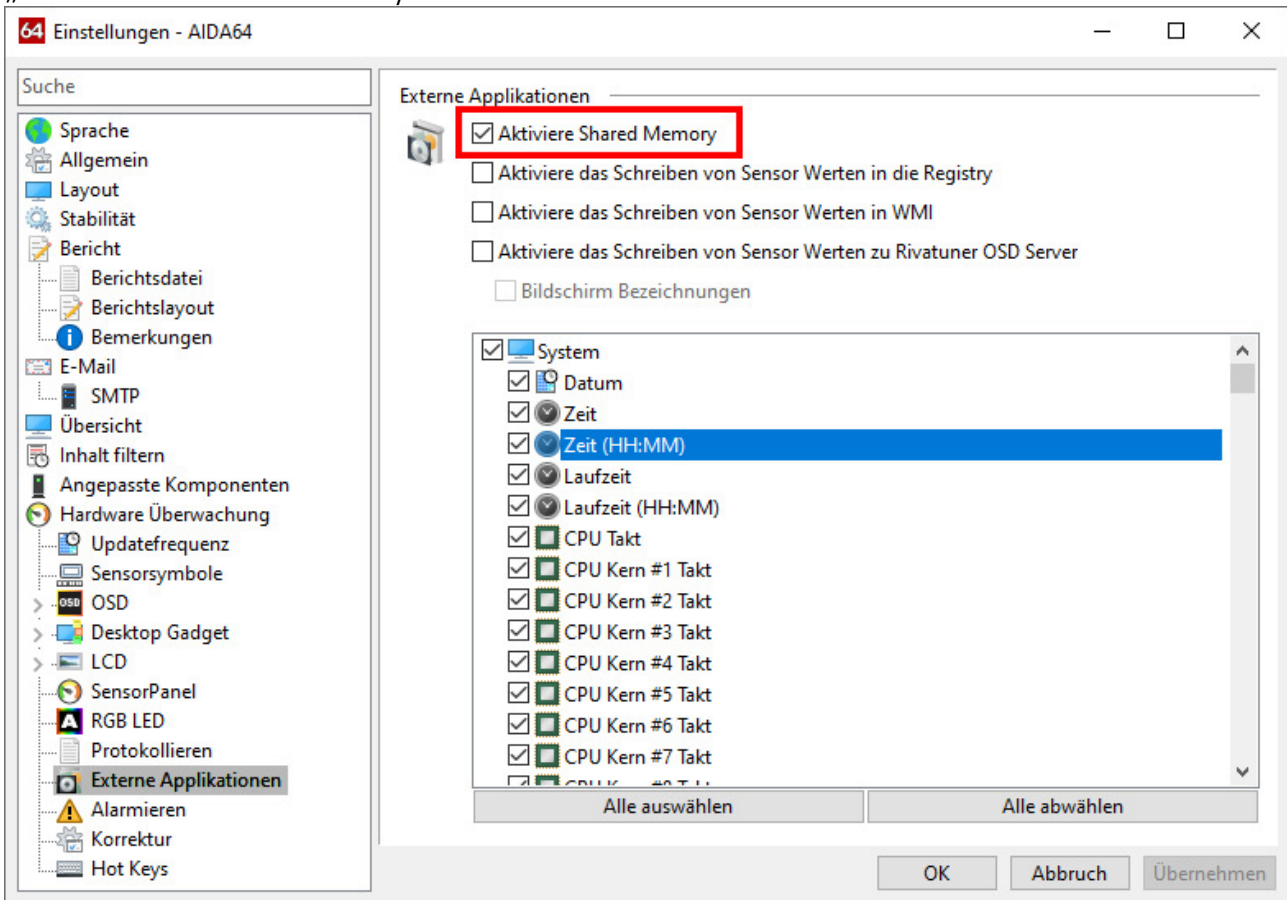 64 Einstellungen - AIDA64
Suche
Sprache
Allgemein
Layout
Stabilität
Bericht
Berichtsdatei
Berichtslayout
Bemerkungen
E-Mail
SMTP
Übersicht
Inhalt filtern
Angepasste Komponenten
Hardware Überwachung
Updatefrequenz
Sensorsymbole
OSD OSD
Desktop Gadget
LCD
SensorPanel
RGB LED
Protokollieren
Externe Applikationen
Alarmieren
Korrektur
Hot Keys
Externe Applikationen
Aktiviere Shared Memory
Aktiviere das Schreiben von Sensor Werten in die Registry
Aktiviere das Schreiben von Sensor Werten in WMI
Aktiviere das Schreiben von Sensor Werten zu Rivatuner OSD Server
Bildschirm Bezeichnungen
System
Datum
Zeit
Zeit (HH:MM)
Laufzeit
Laufzeit (HH:MM)
CPU Takt
CPU Kern #1 Takt
CPU Kern #2 Takt
CPU Kern #3 Takt
CPU Kern #4 Takt
CPU Kern #5 Takt
CPU Kern #6 Takt
CPU Kern #7 Takt
Alle auswählen
Alle abwählen
OK
Abbruch
Übernehmen